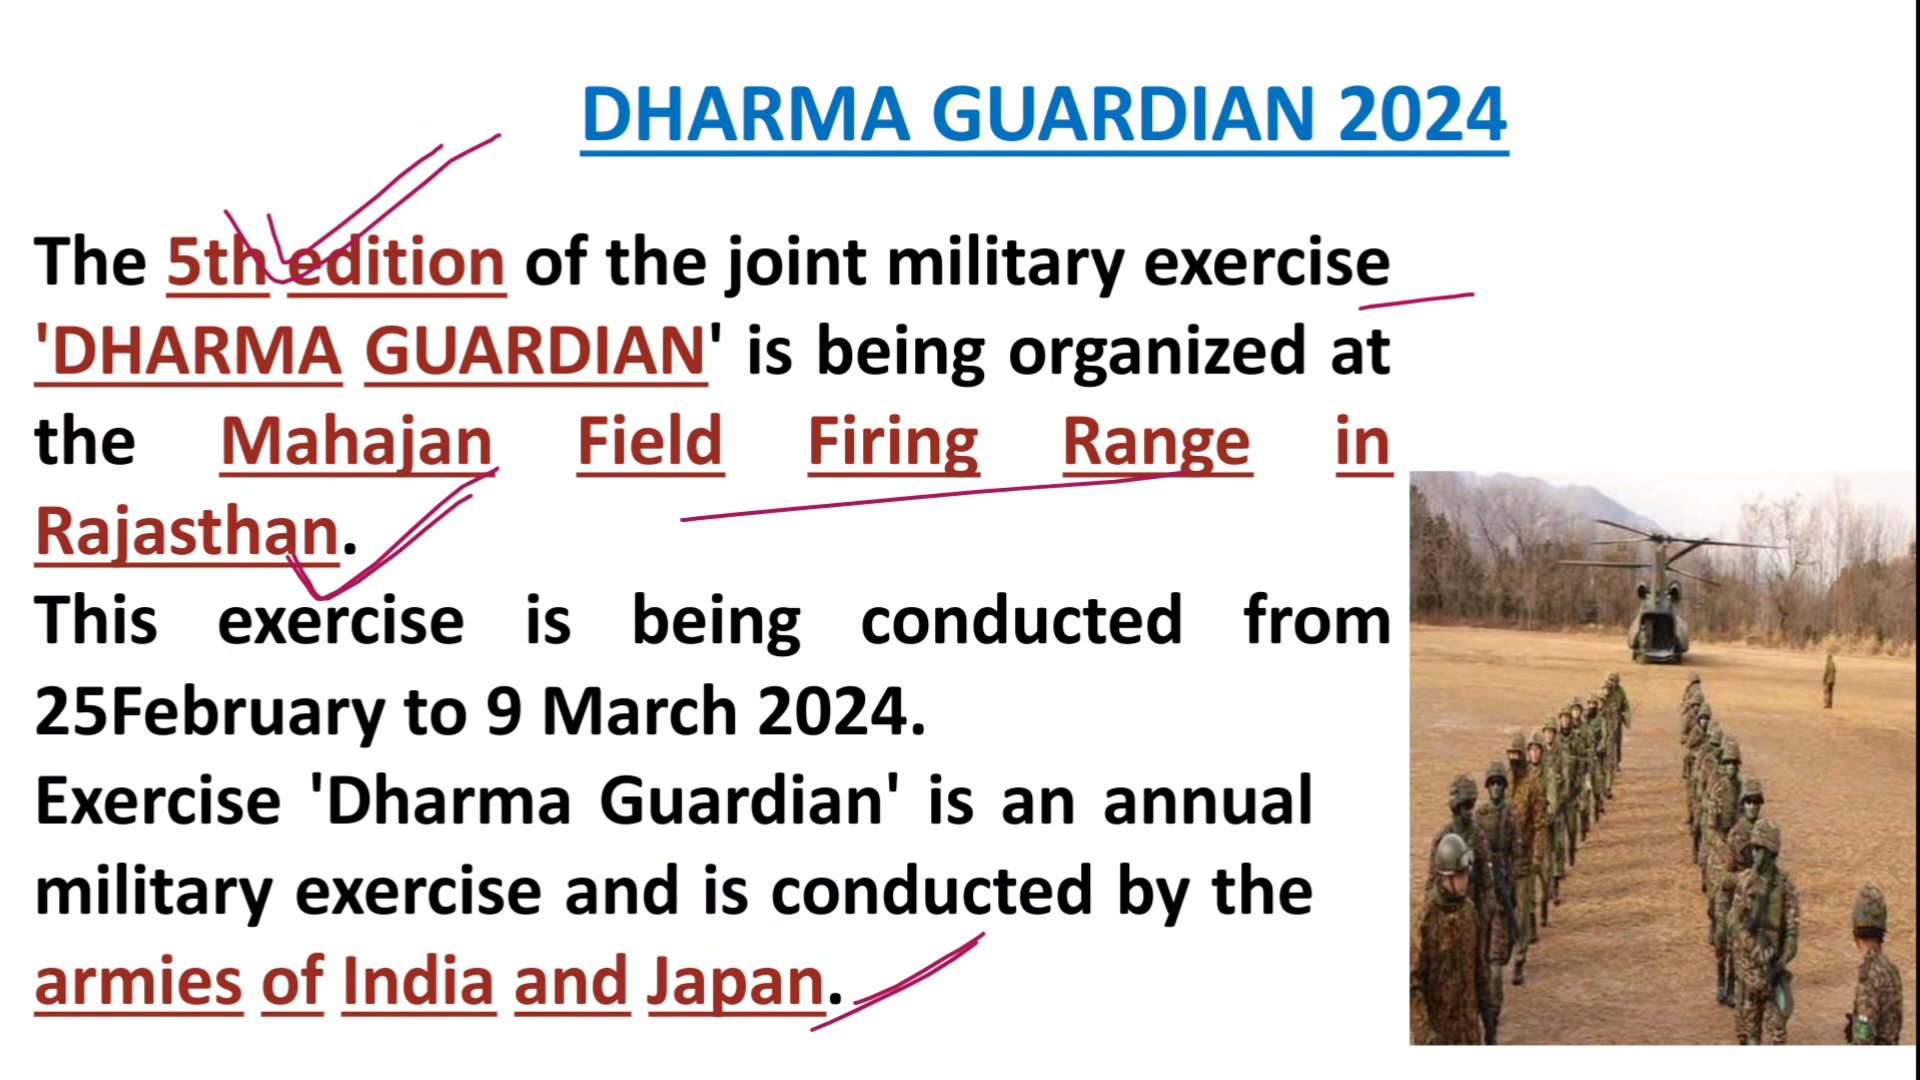 DHARMA GUARDIAN 2024
The 5th edition of the joint military exercise
'DHARMA GUARDIAN' is being organized at
the Mahajan Field Firing Range in
Rajasthan.
This exercise is being conducted from
25February to 9 March 2024.
Exercise 'Dharma Guardian' is an annual
military exercise and is conducted by the
armies of India and Japan.